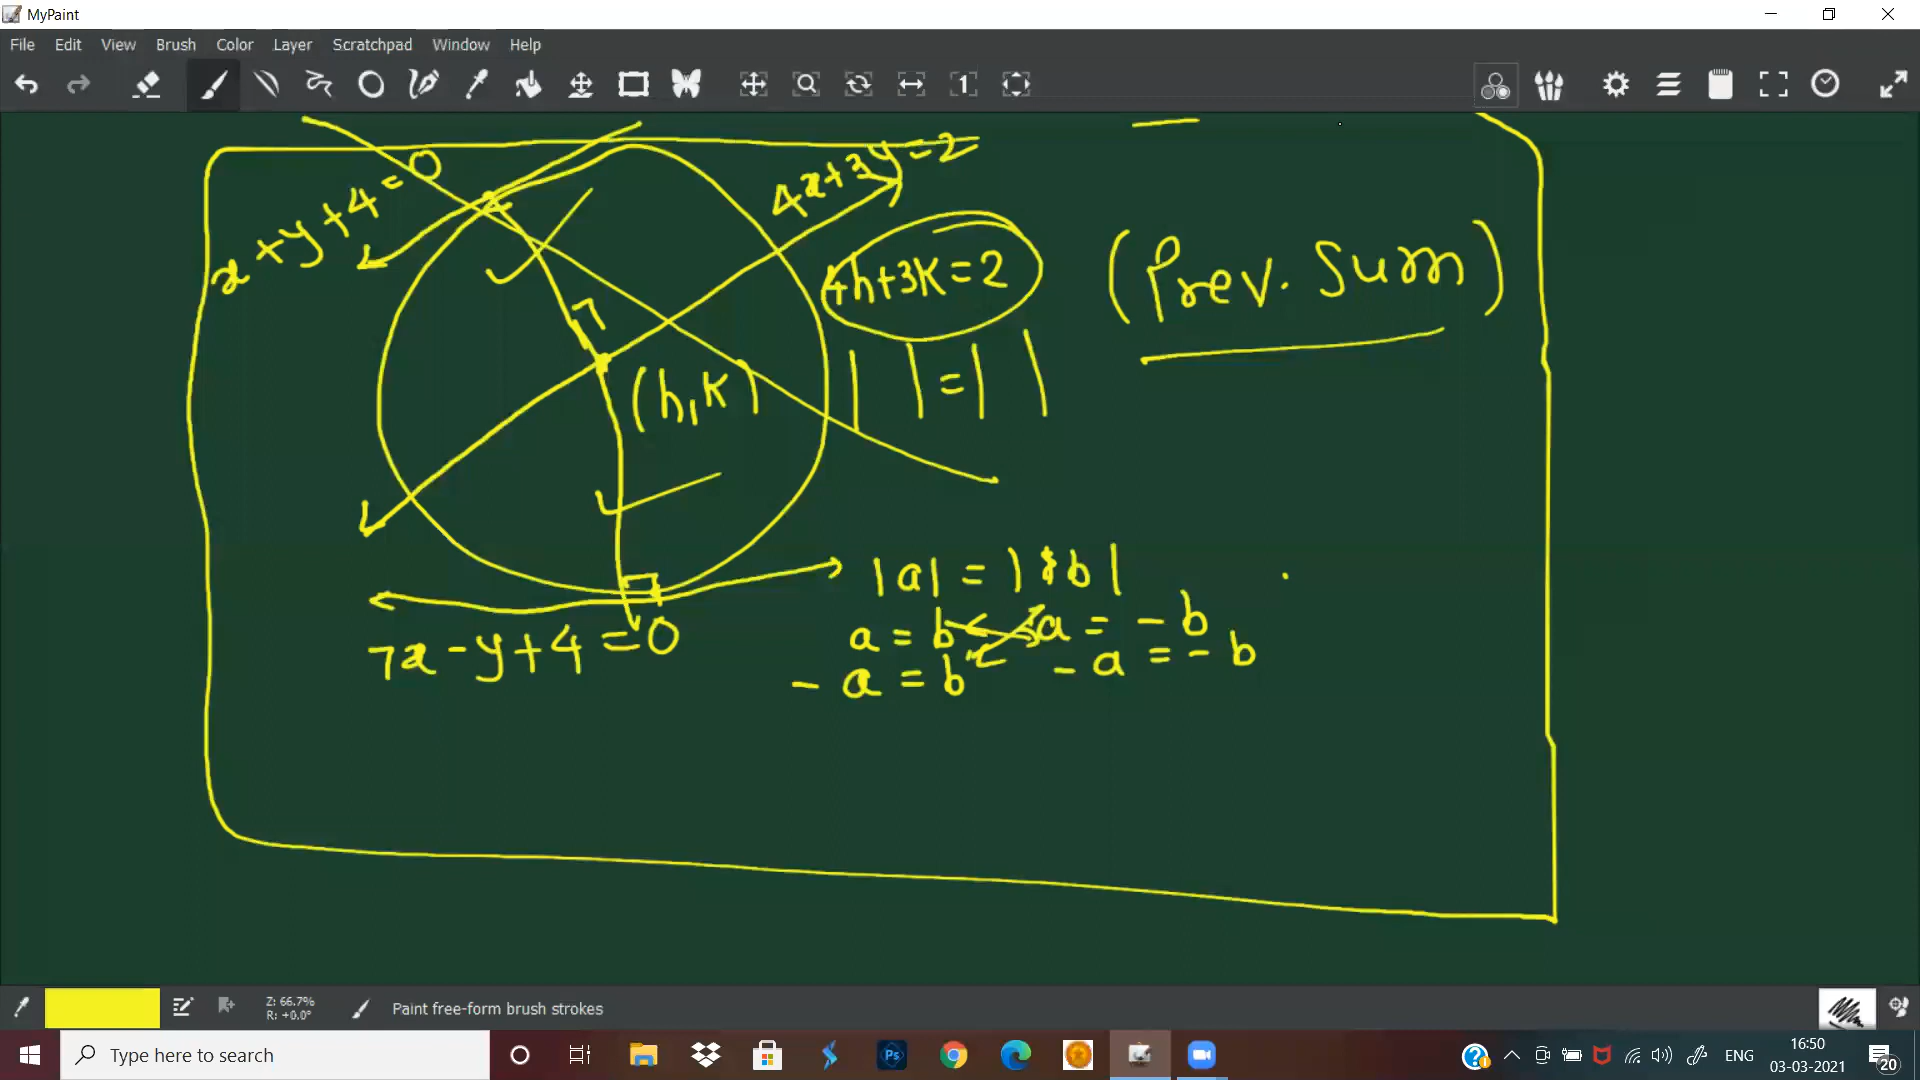 MyPaint
File Edit View Brush Color Layer Scratchpad Window Help
x+y+4=0
4x+3y=2
4h+3k=2
(Prev. Sum)
(h,k)
| | = | |
7x-y+4=0
|a| = | b|
a = b a = -b
-a = b -a = -b
Z: 66.7%
R: +0.0°
Paint free-form brush strokes
Type here to search
Ps
ENG
16:50
03-03-2021
20